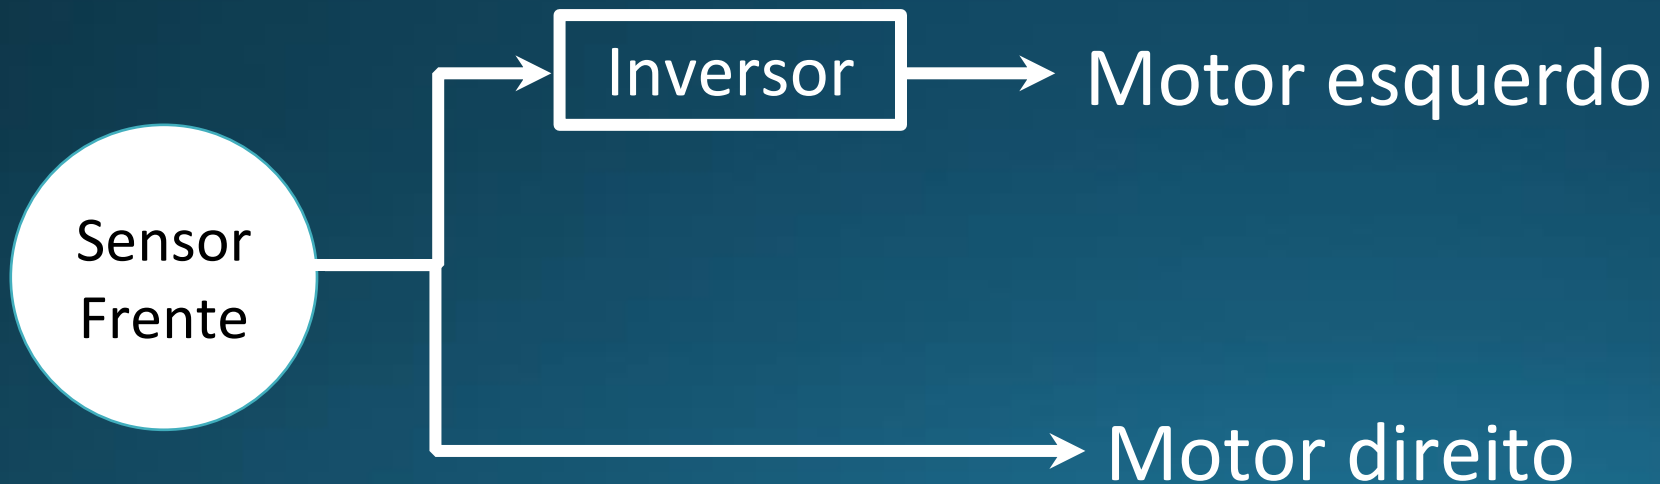 Inversor
Motor esquerdo
Sensor
Frente
Motor direito